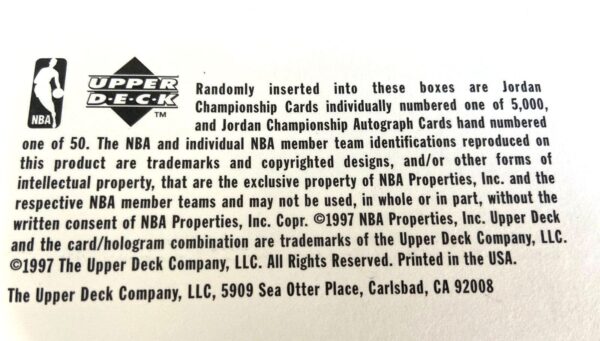 NBA
UPPER
D·E·C·K
™
Randomly inserted into these boxes are Jordan
Championship Cards individually numbered one of 5,000,
and Jordan Championship Autograph Cards hand numbered
one of 50. The NBA and individual NBA member team identifications reproduced on
this product are trademarks and copyrighted designs, and/or other forms of
intellectual property, that are the exclusive property of NBA Properties, Inc. and the
respective NBA member teams and may not be used, in whole or in part, without the
written consent of NBA Properties, Inc. Copr. ©1997 NBA Properties, Inc. Upper Deck
and the card/hologram combination are trademarks of the Upper Deck Company, LLC.
©1997 The Upper Deck Company, LLC. All Rights Reserved. Printed in the USA.
The Upper Deck Company, LLC, 5909 Sea Otter Place, Carlsbad, CA 92008